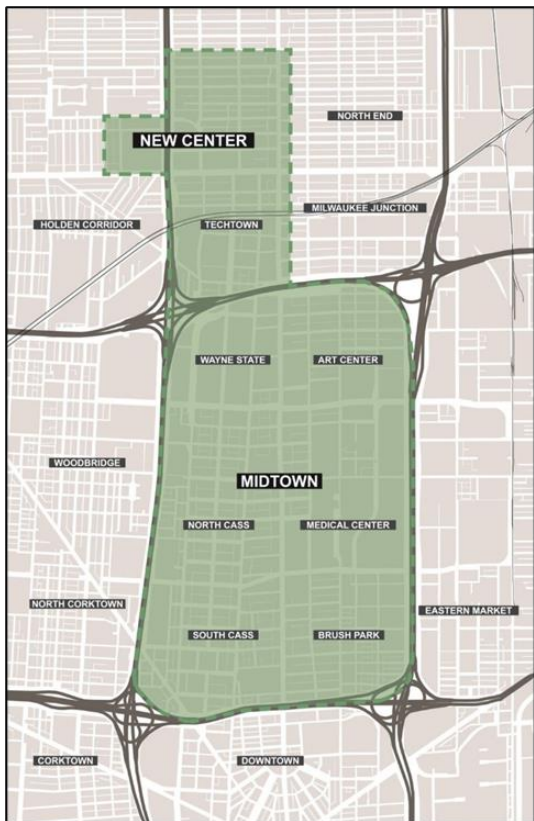 NORTH END
NEW CENTER
MILWAUKEE JUNCTION
HOLDEN CORRIDOR
TECHTOWN
WAYNE STATE
ART CENTER
WOODBRIDGE
MIDTOWN
NORTH CASS
MEDICAL CENTER
NORTH CORKTOWN
EASTERN MARKET
SOUTH CASS
BRUSH PARK
CORKTOWN
DOWNTOWN